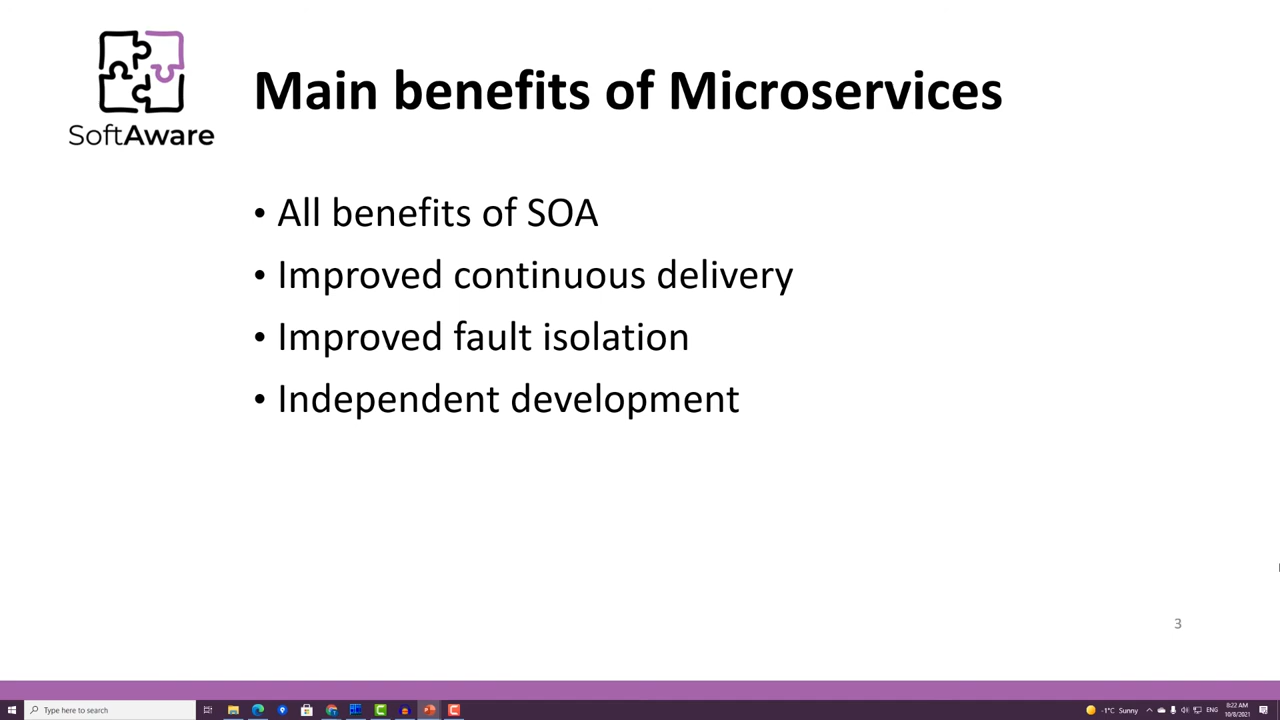 SoftAware
Main benefits of Microservices
• All benefits of SOA
• Improved continuous delivery
• Improved fault isolation
• Independent development
3
Type here to search
-1°C Sunny
ENG
8:22 AM
10/8/2021